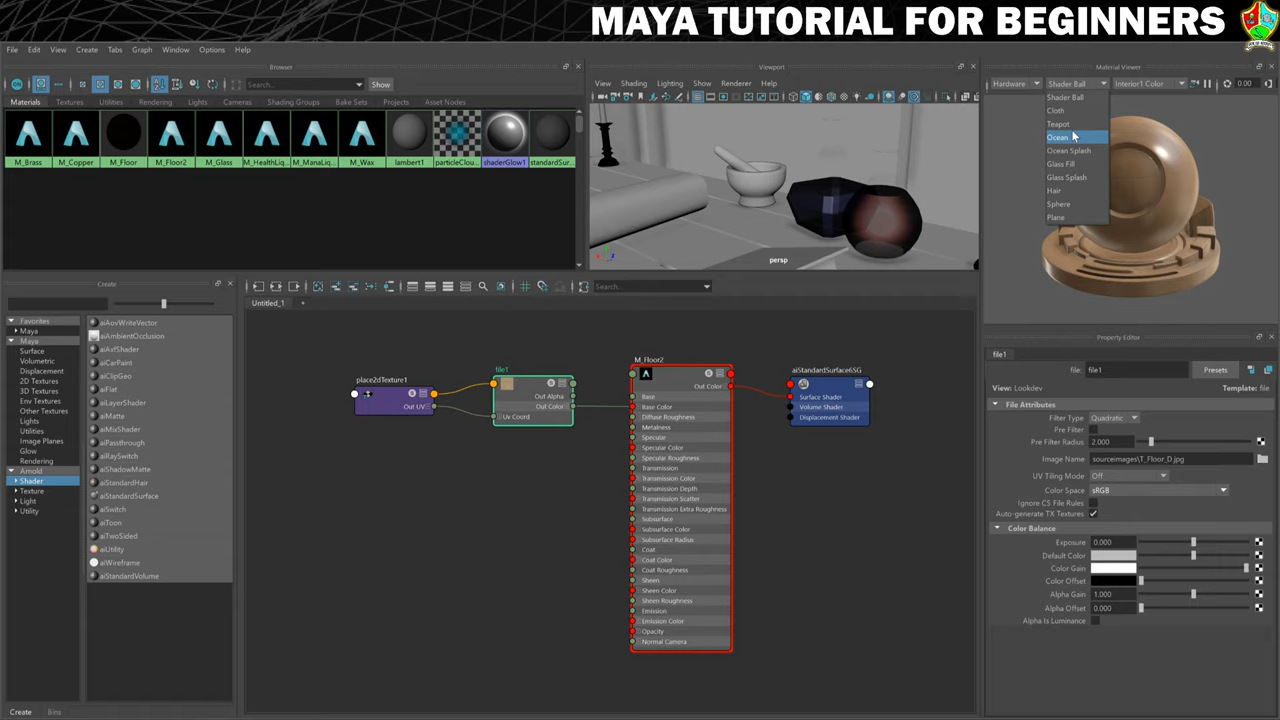 MAYA TUTORIAL FOR BEGINNERS
File Edit View Create Tabs Graph Window Options Help
Browser
Search...
Show
Materials Textures Utilities Rendering Lights Cameras Shading Groups Bake Sets Projects Asset Nodes
M_Brass M_Copper M_Floor M_Floor2 M_Glass M_HealthLiq... M_ManaLiq... M_Wax lambert1 particleClou... shaderGlow1 standardSur...
Viewport
View Shading Lighting Show Renderer Help
persp
Material Viewer
Hardware Shader Ball Interior1 Color 0.00
Shader Ball
Cloth
Teapot
Ocean
Ocean Splash
Glass Fill
Glass Splash
Hair
Sphere
Plane
Create
Favorites
Maya
Maya
Surface
Volumetric
Displacement
2D Textures
3D Textures
Env Textures
Other Textures
Lights
Utilities
Image Planes
Glow
Rendering
Arnold
Shader
Texture
Light
Utility
aiAovWriteVector
aiAmbientOcclusion
aiAxfShader
aiCarPaint
aiClipGeo
aiFlat
aiLayerShader
aiMatte
aiMixShader
aiPassthrough
aiRaySwitch
aiShadowMatte
aiStandardHair
aiStandardSurface
aiSwitch
aiToon
aiTwoSided
aiUtility
aiWireframe
aiStandardVolume
Create Bins
Search...
Untitled_1 +
place2dTexture1
Out UV
file1
Out Alpha
Out Color
Uv Coord
M_Floor2
Out Color
Base
Base Color
Diffuse Roughness
Metalness
Specular
Specular Color
Specular Roughness
Transmission
Transmission Color
Transmission Depth
Transmission Scatter
Transmission Extra Roughness
Subsurface
Subsurface Color
Subsurface Radius
Coat
Coat Color
Coat Roughness
Sheen
Sheen Color
Sheen Roughness
Emission
Emission Color
Opacity
Normal Camera
aiStandardSurface6SG
Surface Shader
Volume Shader
Displacement Shader
Property Editor
file1
file: file1 Presets
View: Lookdev Template: file
File Attributes
Filter Type Quadratic
Pre Filter
Pre Filter Radius 2.000
Image Name sourceimages\T_Floor_D.jpg
UV Tiling Mode Off
Color Space sRGB
Ignore CS File Rules
Auto-generate TX Textures
Color Balance
Exposure 0.000
Default Color
Color Gain
Color Offset
Alpha Gain 1.000
Alpha Offset 0.000
Alpha Is Luminance